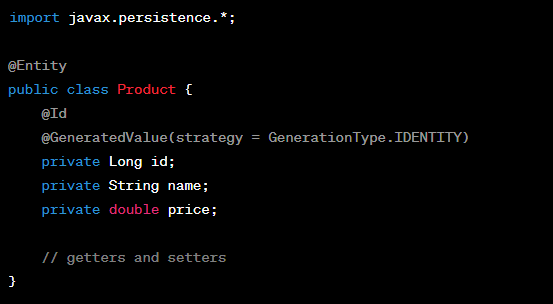 import javax.persistence.*;
@Entity
public class Product {
@Id
@GeneratedValue(strategy = GenerationType.IDENTITY)
private Long id;
private String name;
private double price;
// getters and setters
}